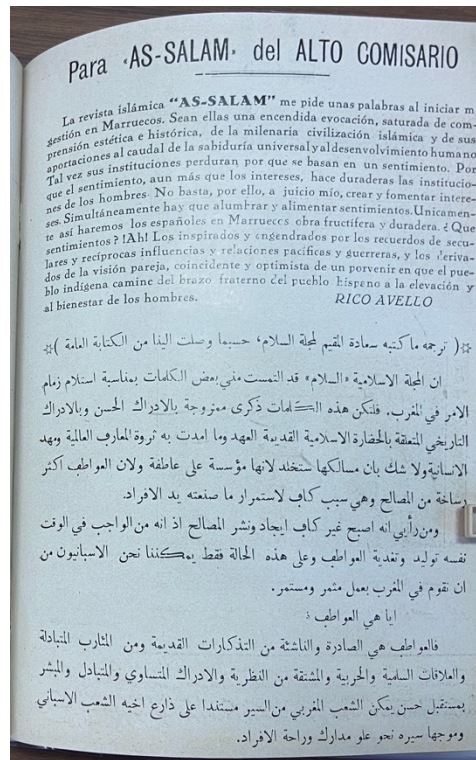 Para «AS-SALAM» del ALTO COMISARIO
La revista islámica "AS-SALAM" me pide unas palabras al iniciar m
gestión en Marruecos. Sean ellas una encendida evocación, saturada de com-
prensión estética e histórica, de la milenaria civilización islámica y de sus
aportaciones al caudal de la sabiduría universal y al desenvolvimiento humano
Tal vez sus instituciones perduran por que se basan en un sentimiento. Por
que el sentimiento, aun más que los intereses, hace duraderas las institucio-
nes de los hombres. No basta, por ello, a juicio mio, crear y fomentar intere-
ses. Simultáneamente hay que alumbrar y alimentar sentimientos. Unicamen-
te así haremos los españoles en Marruecos obra fructífera y duradera. ¿Que
sentimientos? !Ah! Los inspirados y engendrados por los recuerdos de secu-
lares y recíprocas influencias y relaciones pacíficas y guerreras, y los deriva-
dos de la visión pareja, coincidente y optimista de un porvenir en que el pue-
blo indígena camine del brazo fraterno del pueblo hispano a la elevación y
al bienestar de los hombres. RICO AVELLO
( ترجمه ما كتبه سعادة المقيم لمجلة السلام، حسبما وصلت الينا من الكتابة العامة )
ان المجلة الاسلامية «السلام» قد التمست مني بعض الكلمات بمناسبة استلام زمام
الامر في المغرب. فلتكن هذه الكلمات ذكرى ممزوجة بالادراك الحسن وبالادراك
التاريخي المتعلقة بالحضارة الاسلامية القديمة العهد وما امدت به ثروة المعارف العالمية ومهد
الانسانية ولا شك بان مسالكها ستخلد لانها مؤسسة على عاطفة ولان العواطف اكثر
رساخة من المصالح وهي سبب كاف لاستمرار ما صنعته يد الافراد.
ومن رأيي انه اصبح غير كاف ايجاد ونشر المصالح اذ انه من الواجب في الوقت
نفسه توليد وتغدية العواطف وعلى هذه الحالة فقط يمكننا نحن الاسبانيون من
ان نقوم في المغرب بعمل مثمر ومستمر.
ايا هي العواطف ؟
فالعواطف هي الصادرة والناشئة من التذكارات القديمة ومن المئارب المتبادلة
والعلاقات السامية والحربية والمشتقة من النظرية والادراك المتساوي والمتبادل والمبشر
بمستقبل حسن يمكن الشعب المغربي من السير مستندا على ذارع اخيه الشعب الاسباني
وموجها سيره نحو علو مدارك وراحة الافراد.